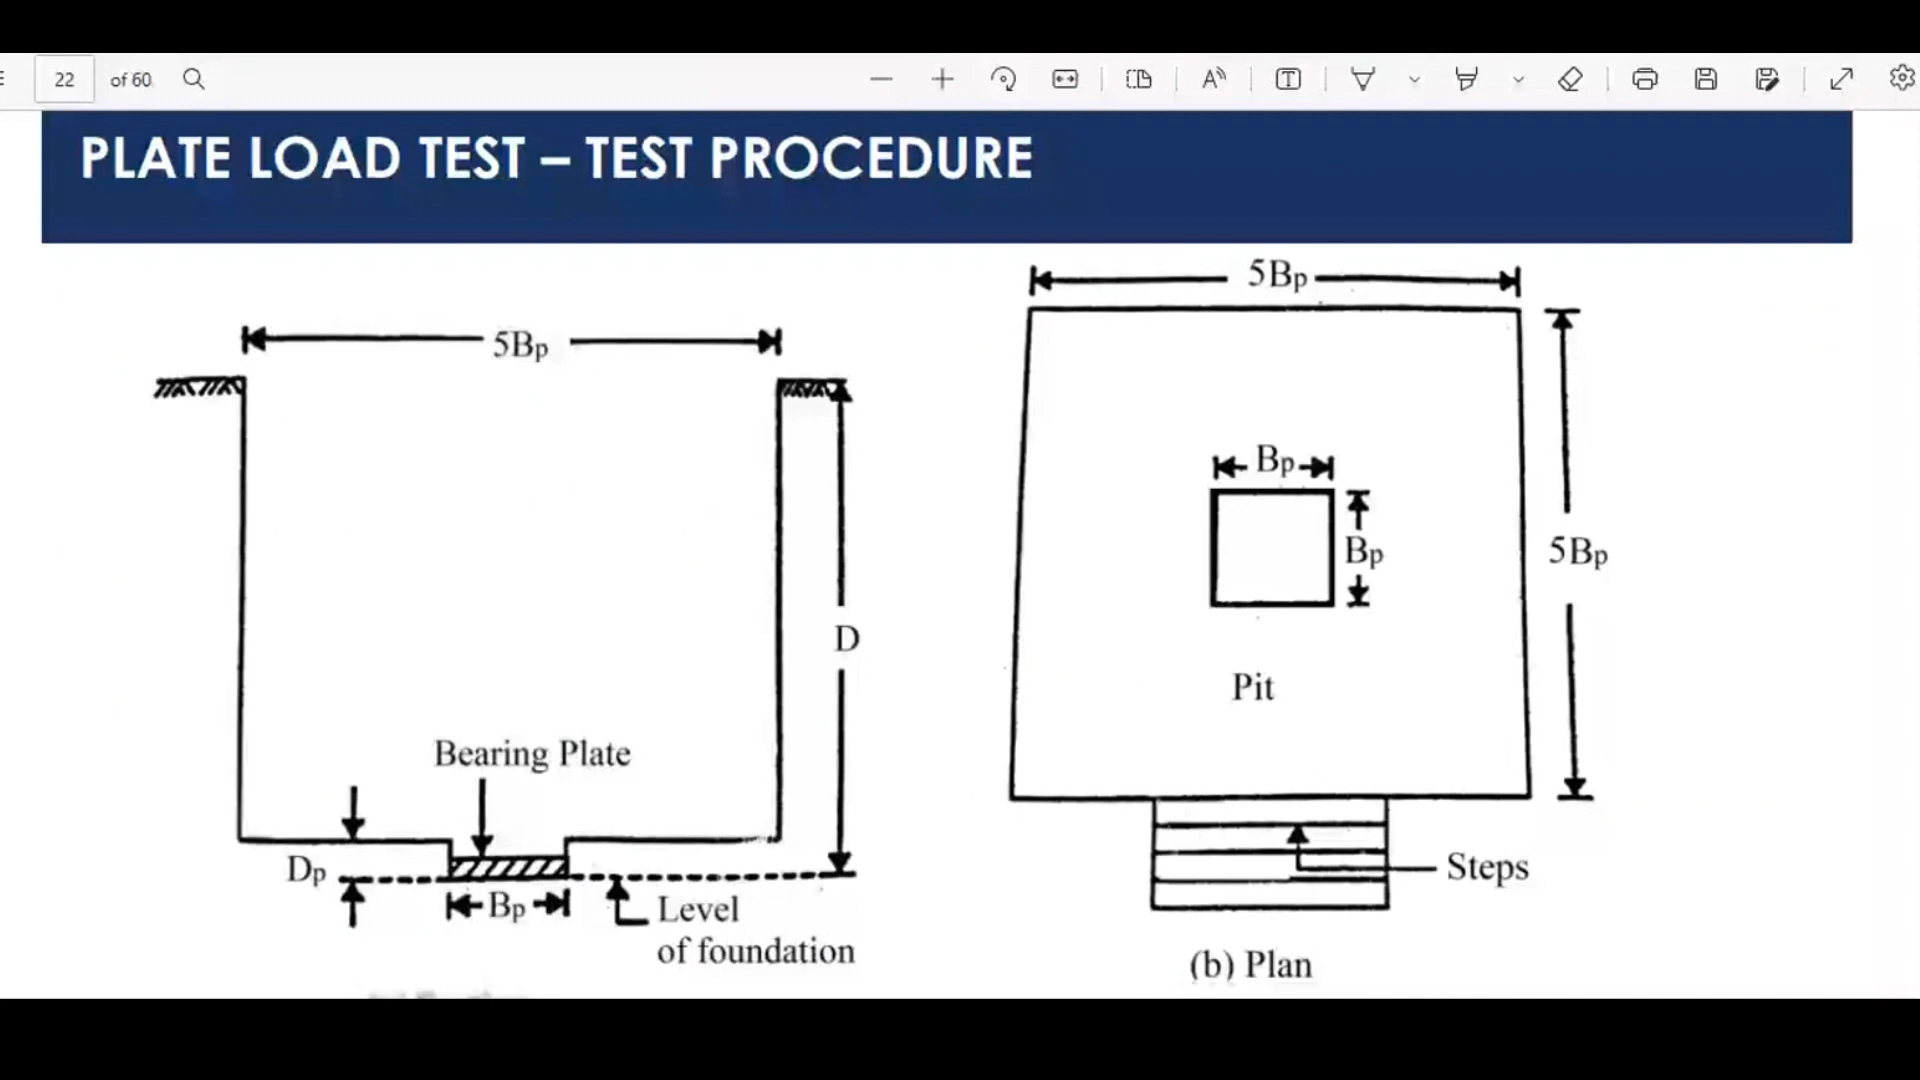 22 of 60
PLATE LOAD TEST – TEST PROCEDURE
5Bp
D
Bearing Plate
Dp
Bp
Level
of foundation
5Bp
Bp
Bp
5Bp
Pit
Steps
(b) Plan